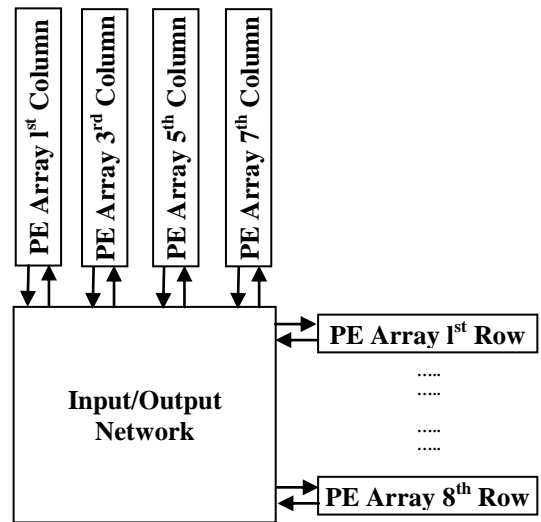 PE Array 1st Column
PE Array 3rd Column
PE Array 5th Column
PE Array 7th Column
Input/Output
Network
PE Array 1st Row
.....
.....
.....
.....
PE Array 8th Row